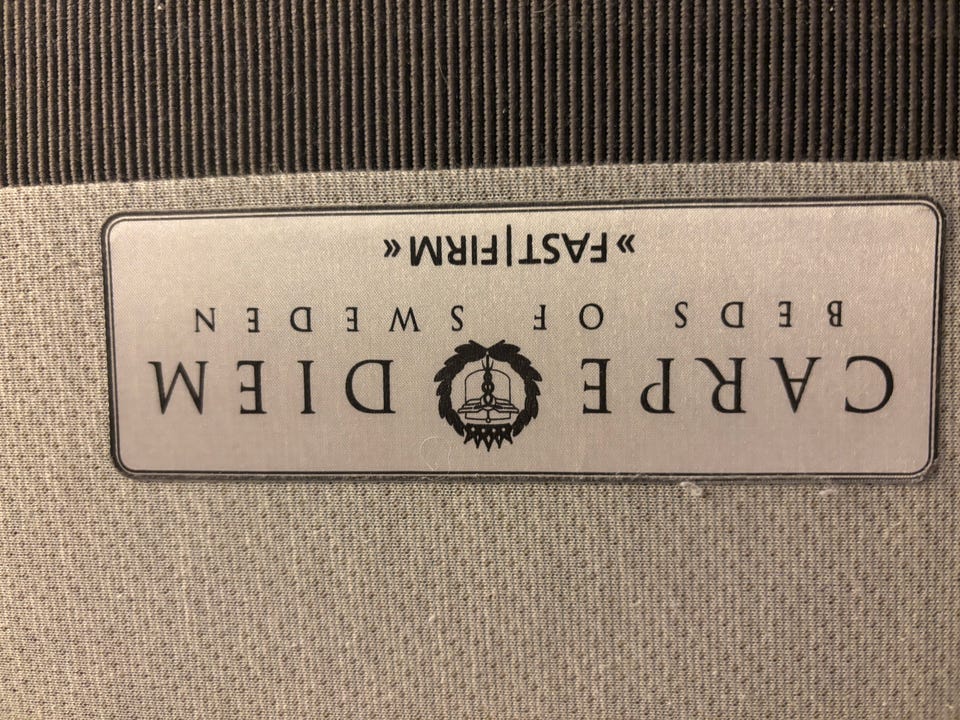 CARPE DIEM
BEDS OF SWEDEN
» FAST|FIRM «